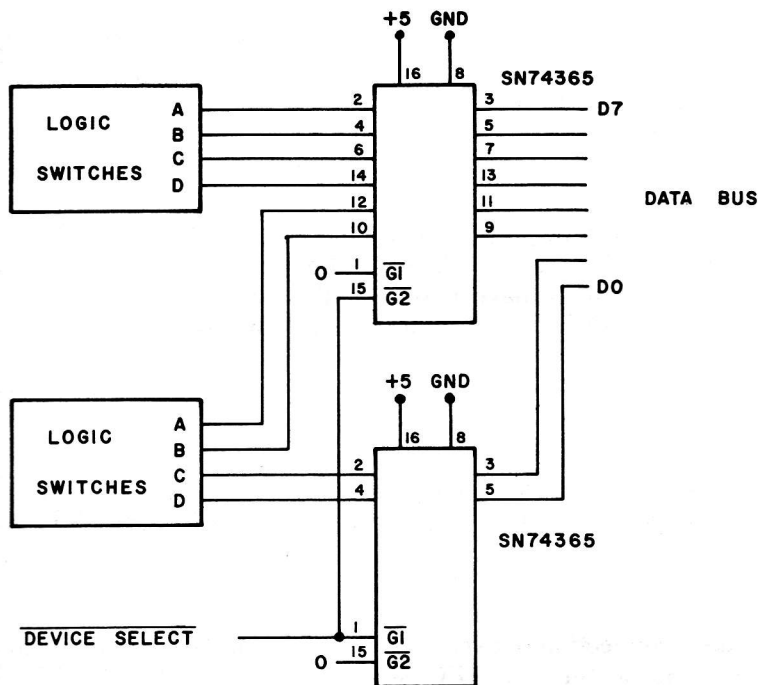 +5 GND
16 8 SN74365
LOGIC SWITCHES
A 2 3 D7
B 4 5
C 6 7
D 14 13
12 11
10 9
DATA BUS
0 1 G1
15 G2
D0
+5 GND
16 8
LOGIC SWITCHES
A
B
C 2 3
D 4 5
SN74365
DEVICE SELECT 1 G1
0 15 G2